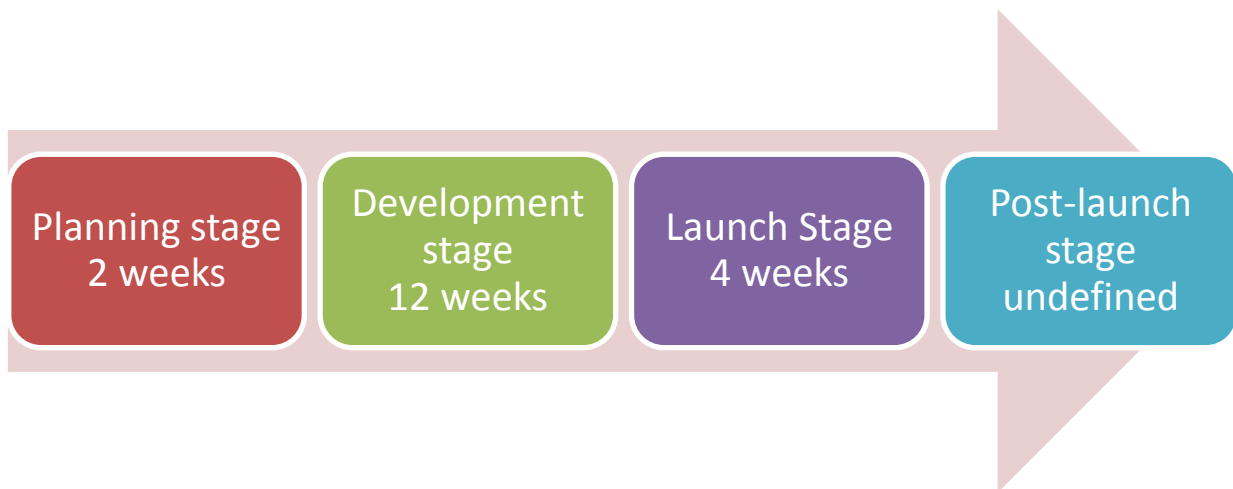 Planning stage
2 weeks
Development
stage
12 weeks
Launch Stage
4 weeks
Post-launch
stage
undefined